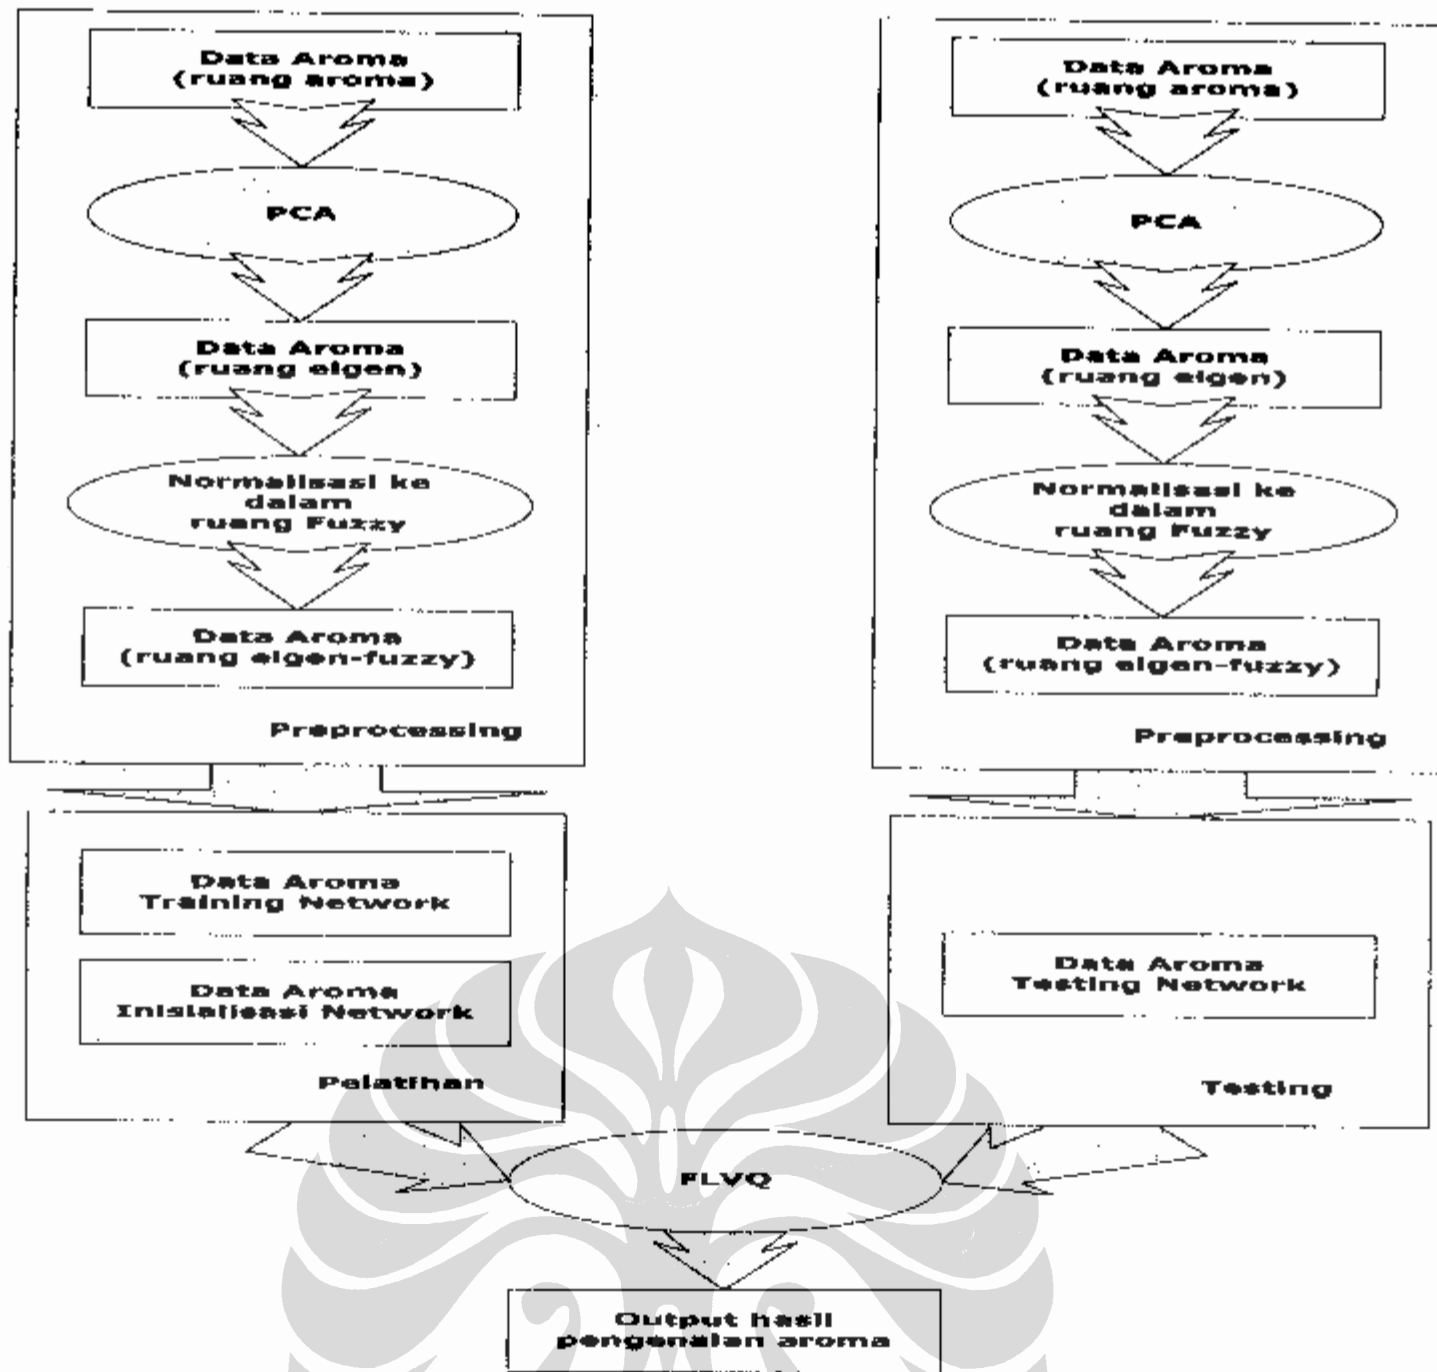 Data Aroma
(ruang aroma)
PCA
Data Aroma
(ruang eigen)
Normalisasi ke
dalam
ruang Fuzzy
Data Aroma
(ruang eigen-fuzzy)
Preprocessing
Data Aroma
Training Network
Data Aroma
Inisialisasi Network
Pelatihan
Data Aroma
(ruang aroma)
PCA
Data Aroma
(ruang eigen)
Normalisasi ke
dalam
ruang Fuzzy
Data Aroma
(ruang eigen-fuzzy)
Preprocessing
Data Aroma
Testing Network
Testing
FLVQ
Output hasil
pengenalan aroma